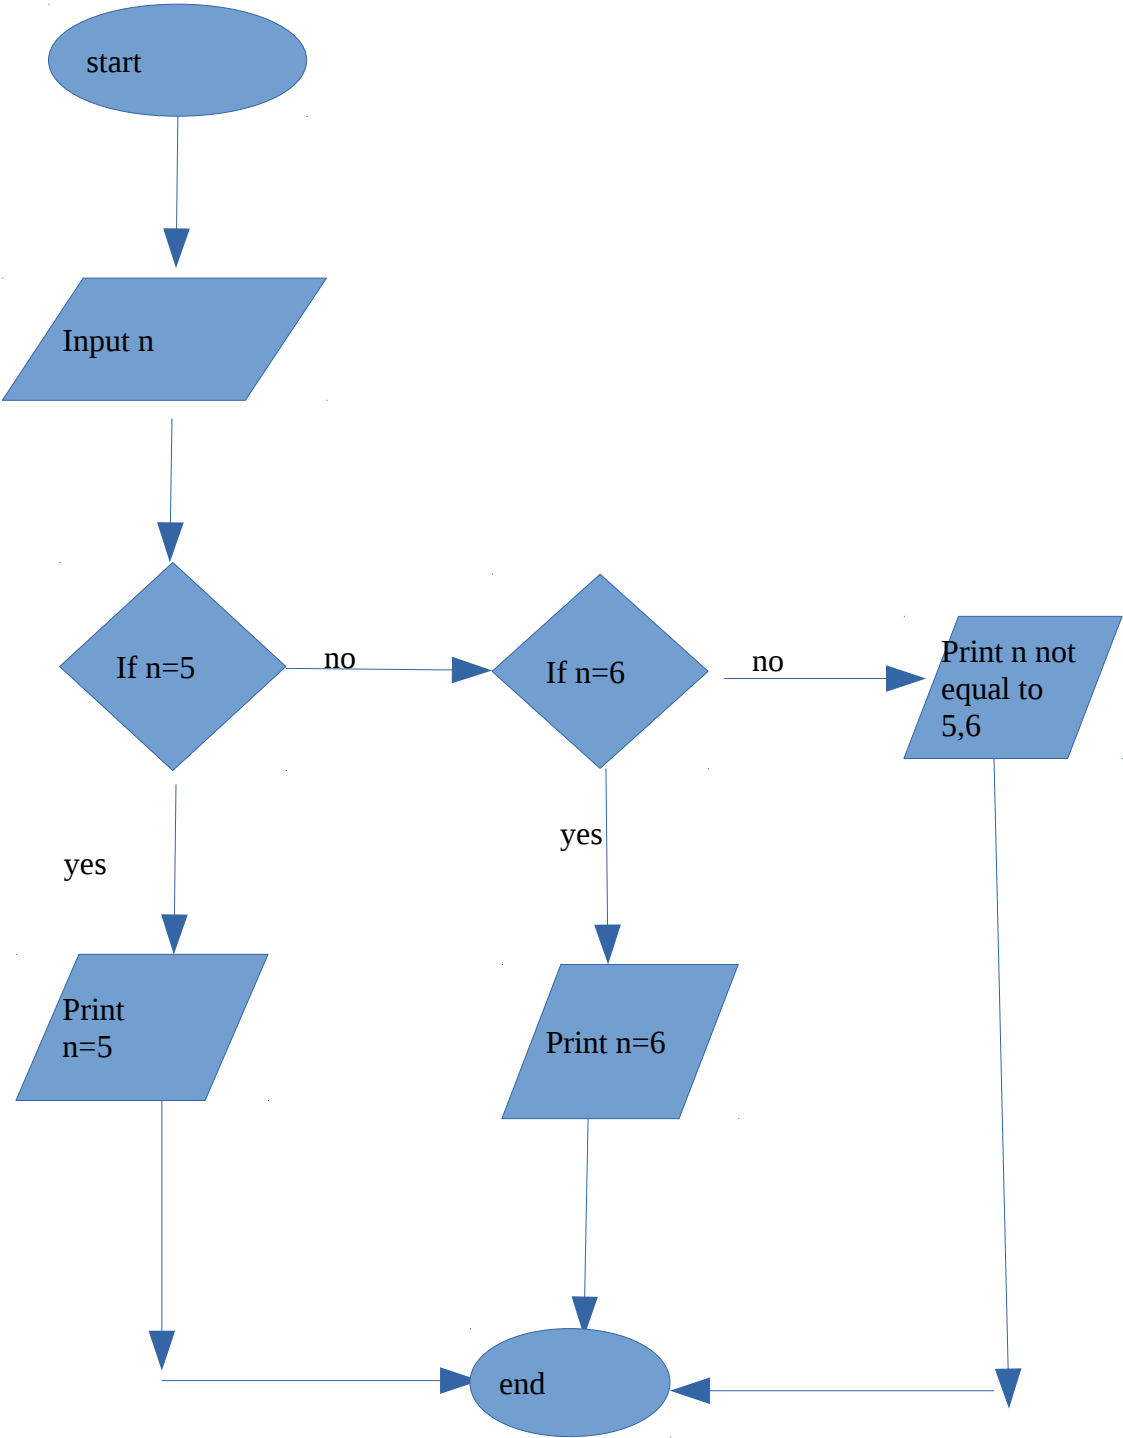 start
Input n
If n=5
no
If n=6
no
Print n not
equal to
5,6
yes
yes
Print
n=5
Print n=6
end